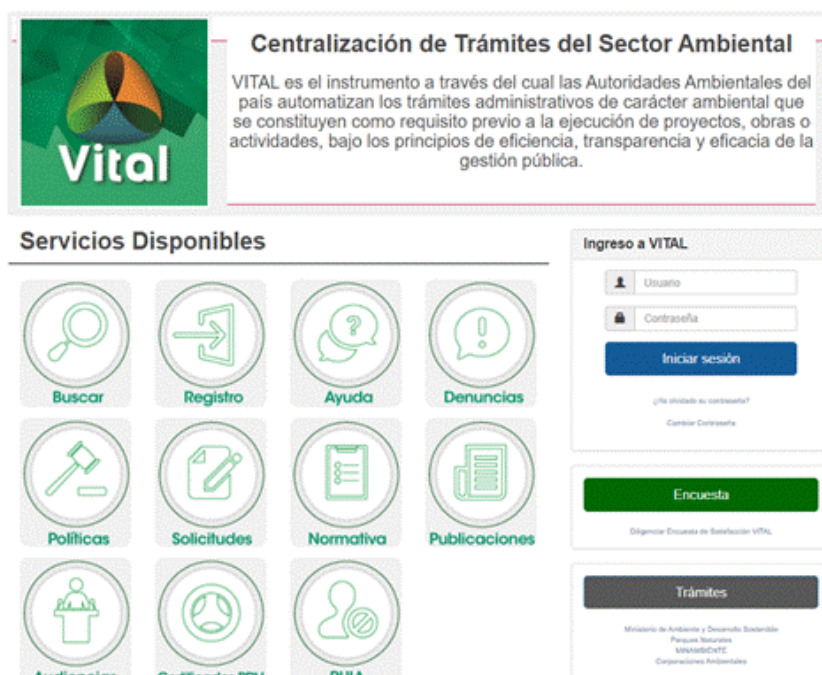 Vital
Centralización de Trámites del Sector Ambiental
VITAL es el instrumento a través del cual las Autoridades Ambientales del
país automatizan los trámites administrativos de carácter ambiental que
se constituyen como requisito previo a la ejecución de proyectos, obras o
actividades, bajo los principios de eficiencia, transparencia y eficacia de la
gestión pública.
Servicios Disponibles
Buscar
Registro
Ayuda
Denuncias
Políticas
Solicitudes
Normativa
Publicaciones
Audiencias
RUIA
Ingreso a VITAL
Usuario
Contraseña
Iniciar sesión
¿Ha olvidado su contraseña?
Cambiar Contraseña
Encuesta
Diligenciar Encuesta de Satisfacción VITAL
Trámites
Ministerio de Ambiente y Desarrollo Sostenible
Parques Naturales
MINAMBIENTE
Corporaciones Ambientales